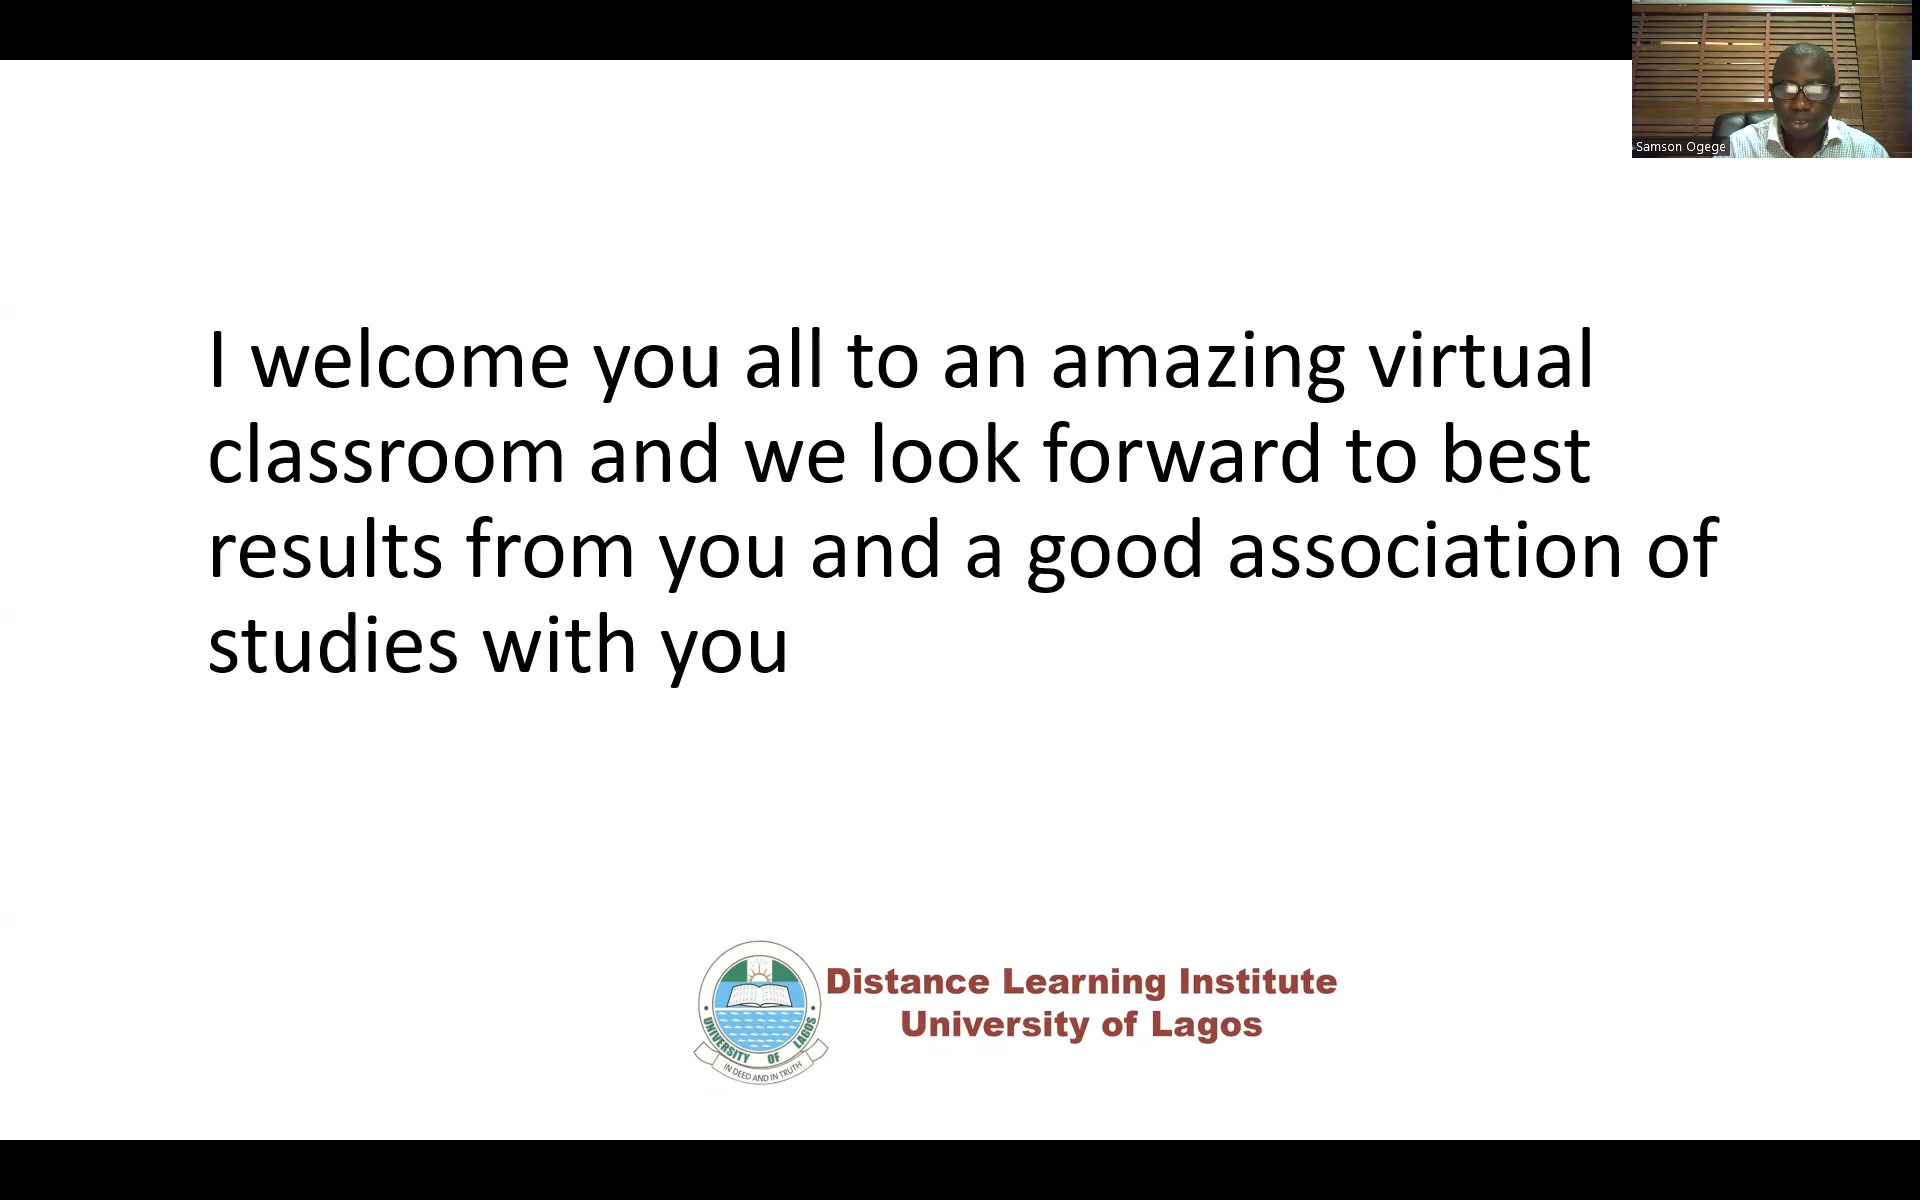 Samson Ogege
I welcome you all to an amazing virtual
classroom and we look forward to best
results from you and a good association of
studies with you
Distance Learning Institute
University of Lagos
UNIVERSITY OF LAGOS
IN DEED AND IN TRUTH